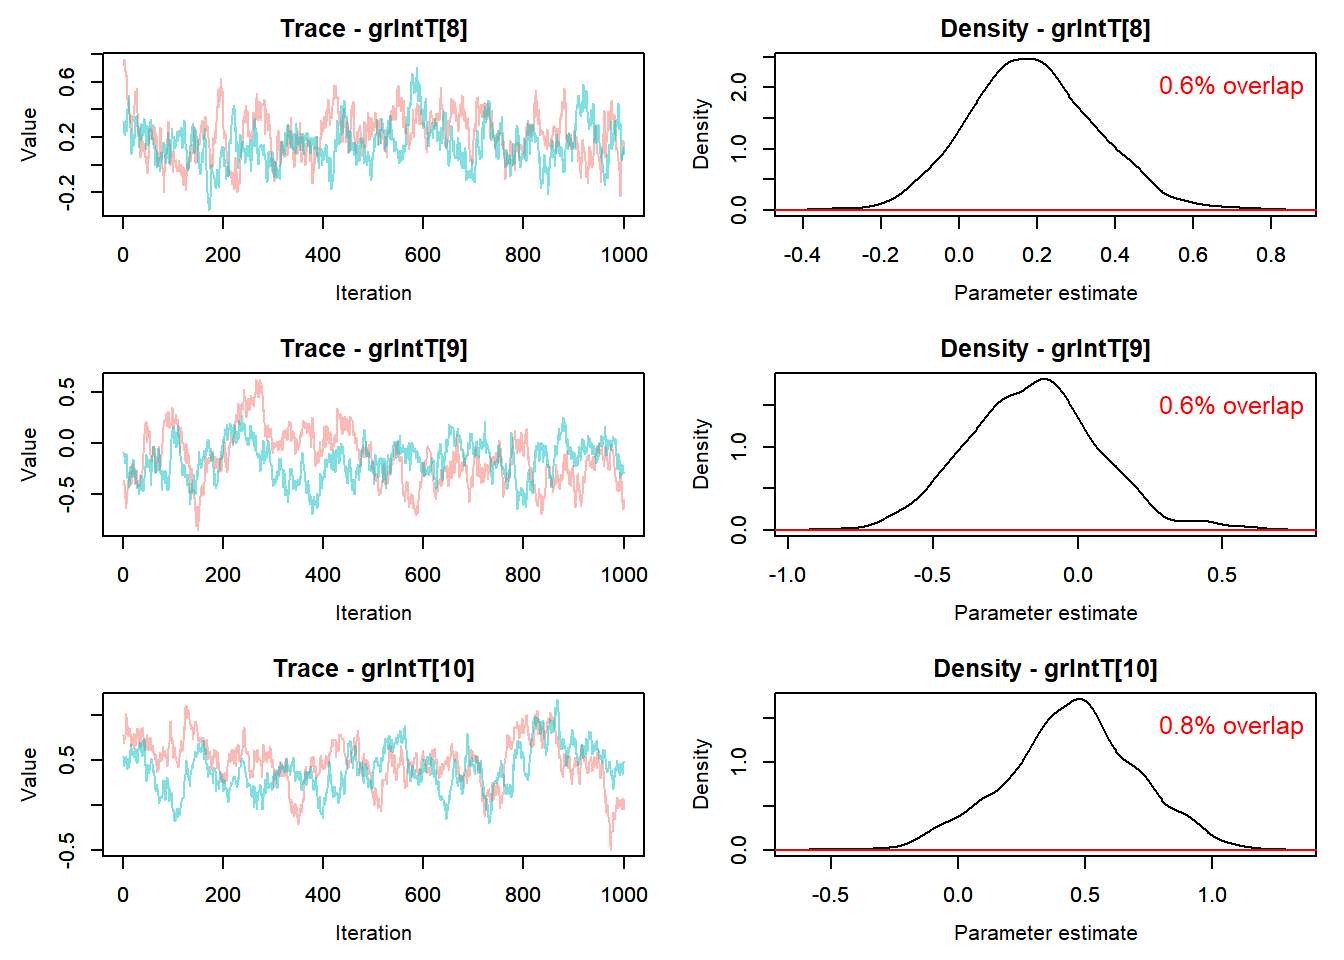 Trace - grIntT[8]
Value
-0.2 0.2 0.6
0 200 400 600 800 1000
Iteration
Density - grIntT[8]
0.6% overlap
Density
0.0 1.0 2.0
-0.4 -0.2 0.0 0.2 0.4 0.6 0.8
Parameter estimate
Trace - grIntT[9]
Value
-0.5 0.0 0.5
0 200 400 600 800 1000
Iteration
Density - grIntT[9]
0.6% overlap
Density
0.0 1.0
-1.0 -0.5 0.0 0.5
Parameter estimate
Trace - grIntT[10]
Value
-0.5 0.5
0 200 400 600 800 1000
Iteration
Density - grIntT[10]
0.8% overlap
Density
0.0 1.0
-0.5 0.0 0.5 1.0
Parameter estimate